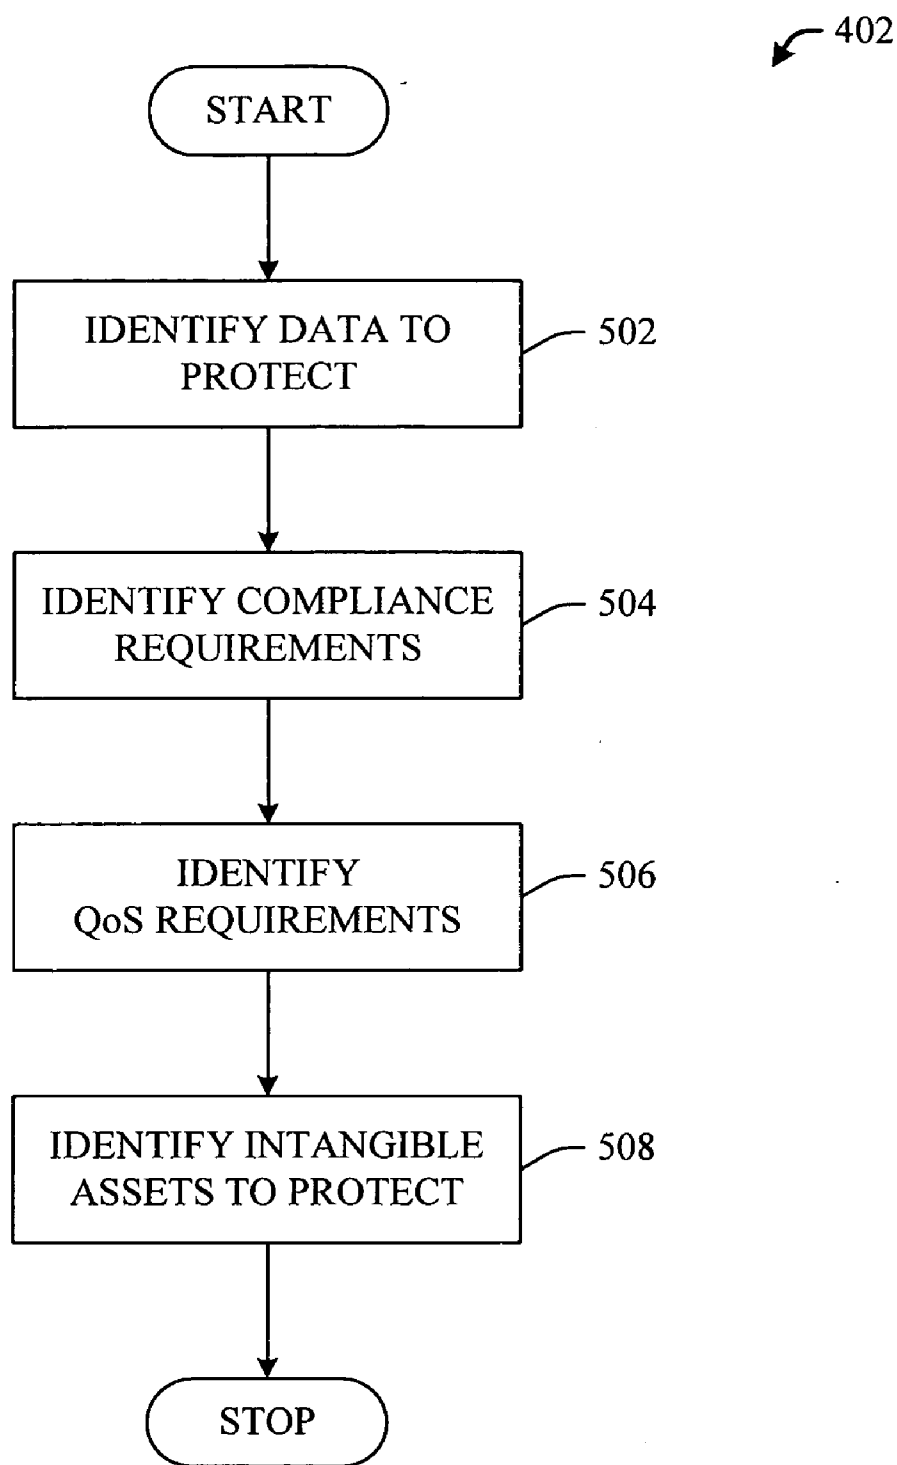 402
START
IDENTIFY DATA TO
PROTECT
502
IDENTIFY COMPLIANCE
REQUIREMENTS
504
IDENTIFY
QoS REQUIREMENTS
506
IDENTIFY INTANGIBLE
ASSETS TO PROTECT
508
STOP